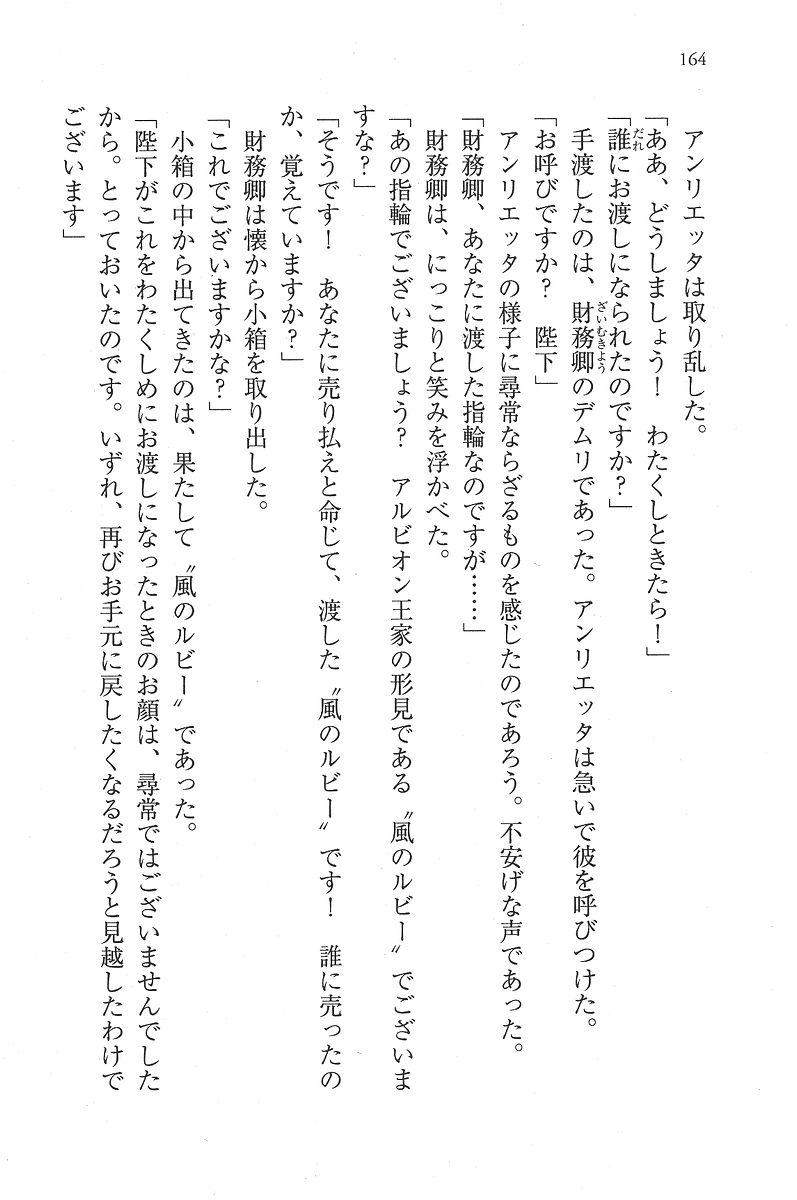 164
アンリエッタは取り乱した。
「ああ、どうしましょう！　わたくしときたら！」
「誰にお渡しになられたのですか？」
手渡したのは、財務卿のデムリであった。アンリエッタは急いで彼を呼びつけた。
「お呼びですか？　陛下」
アンリエッタの様子に尋常ならざるものを感じたのであろう。不安げな声であった。
「財務卿、あなたに渡した指輪なのですが……」
財務卿は、にっこりと笑みを浮かべた。
「あの指輪でございましょう？　アルビオン王家の形見である〝風のルビー〟でございま
すな？」
「そうです！　あなたに売り払えと命じて、渡した〝風のルビー〟です！　誰に売ったの
か、覚えていますか？」
財務卿は懐から小箱を取り出した。
「これでございますかな？」
小箱の中から出てきたのは、果たして〝風のルビー〟であった。
「陛下がこれをわたくしめにお渡しになったときのお顔は、尋常ではございませんでした
から。とっておいたのです。いずれ、再びお手元に戻したくなるだろうと見越したわけで
ございます」